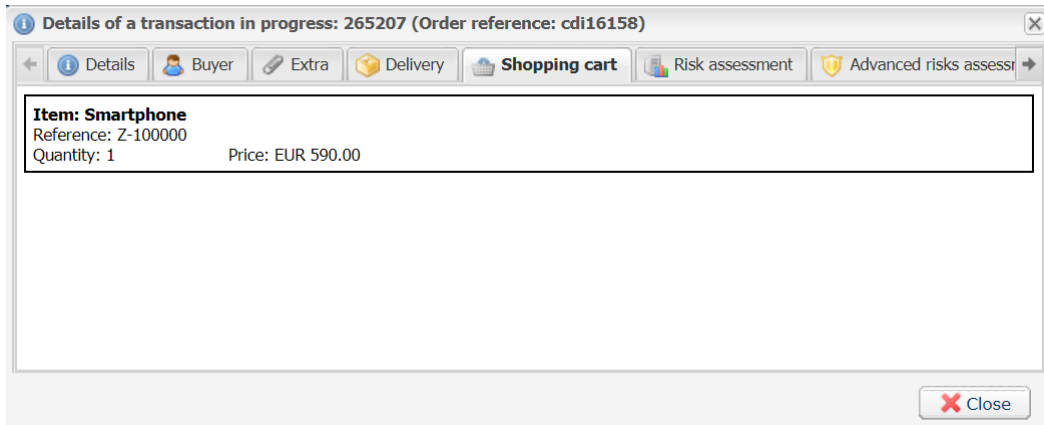 Details of a transaction in progress: 265207 (Order reference: cdi16158)
Details Buyer Extra Delivery Shopping cart Risk assessment Advanced risks assessr
Item: Smartphone
Reference: Z-100000
Quantity: 1 Price: EUR 590.00
Close